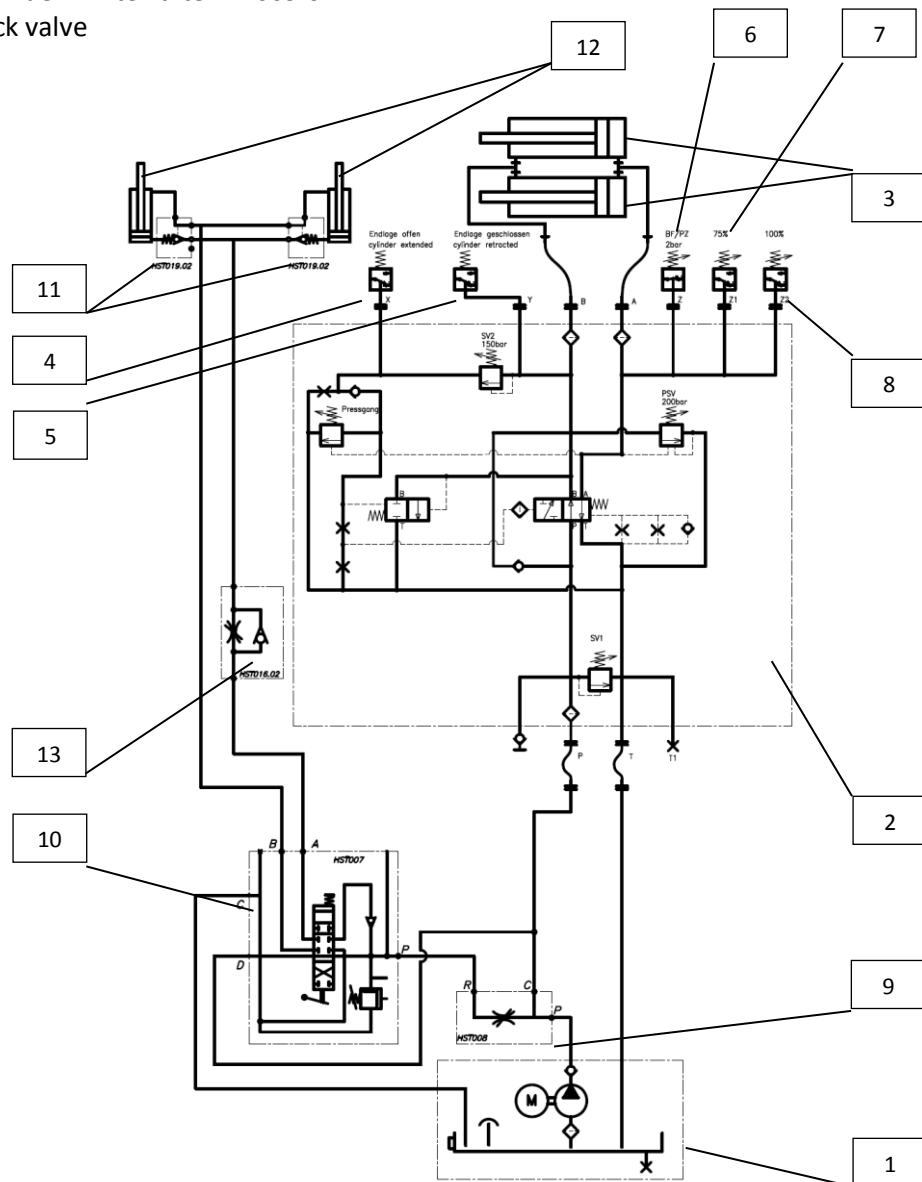 ck valve
12
6
7
3
Endlage offen
cylinder extended
Endlage geschlossen
cylinder retracted
BF/PZ
2bar
75%
100%
HST019.02
HST019.02
11
X
Y
B
A
Z
Z1
Z2
4
8
SV2
150bar
5
Pressgang
PSV
200bar
B
T
B A
P T
SV1
HST016.02
13
P
T
T1
2
10
B
A
HST007
C
D
P
R
C
P
9
HST008
M
1